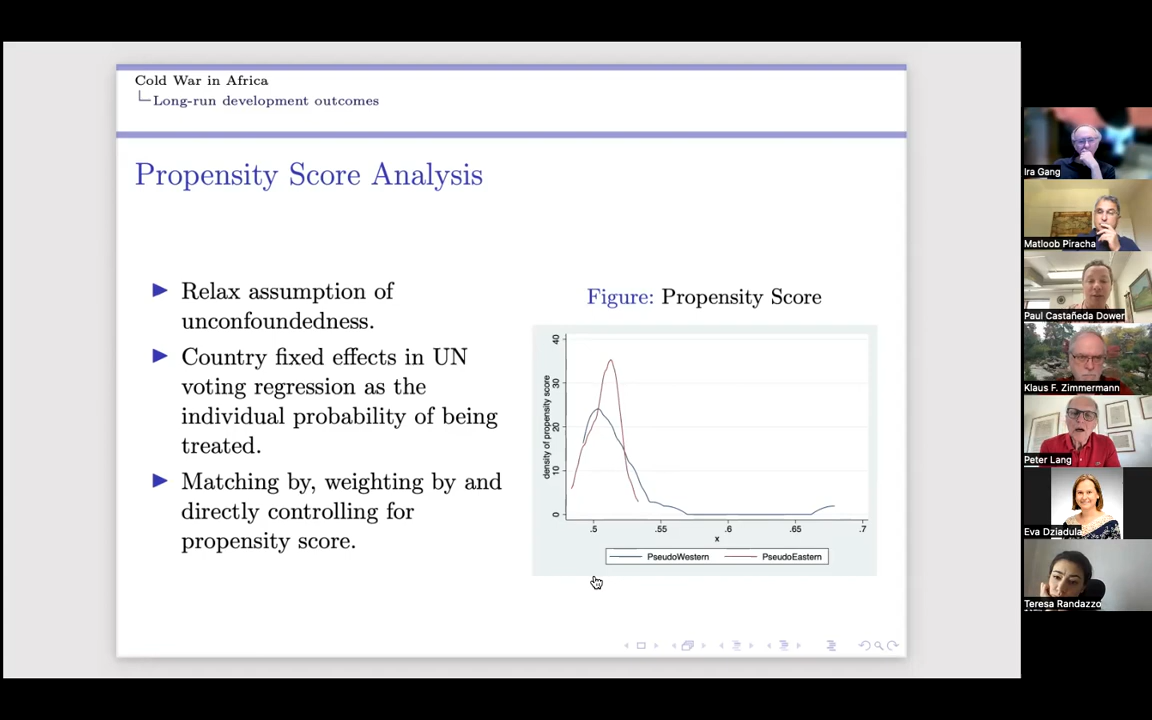 Cold War in Africa
Long-run development outcomes
Propensity Score Analysis
Relax assumption of
unconfoundedness.
Country fixed effects in UN
voting regression as the
individual probability of being
treated.
Matching by, weighting by and
directly controlling for
propensity score.
Figure: Propensity Score
density of propensity score
40
30
20
10
0
.5 .55 .6 .65 .7
x
PseudoWestern PseudoEastern
Ira Gang
Matloob Piracha
Paul Castañeda Dower
Klaus F. Zimmermann
Peter Lang
Eva Dziadula
Teresa Randazzo